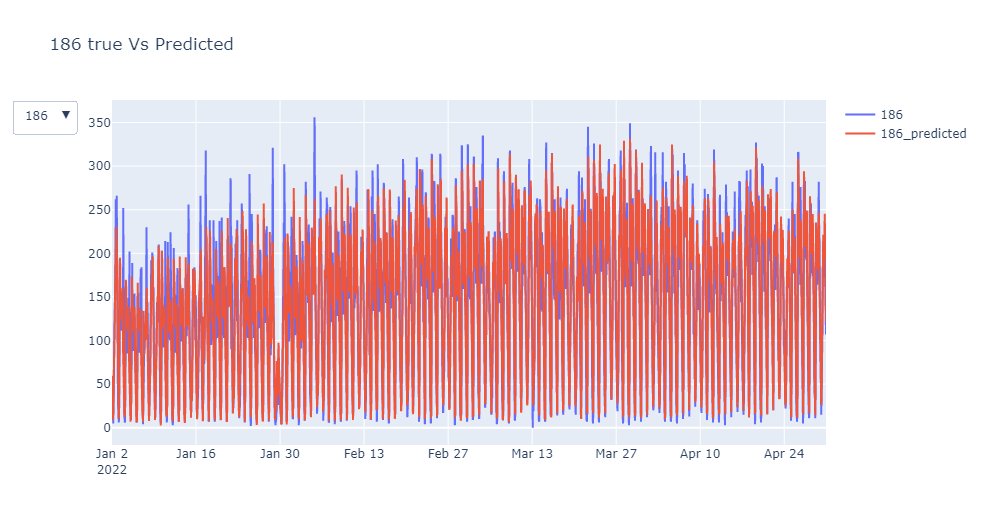 186 true Vs Predicted
186 ▼
186
186_predicted
350
300
250
200
150
100
50
0
Jan 2
2022
Jan 16
Jan 30
Feb 13
Feb 27
Mar 13
Mar 27
Apr 10
Apr 24